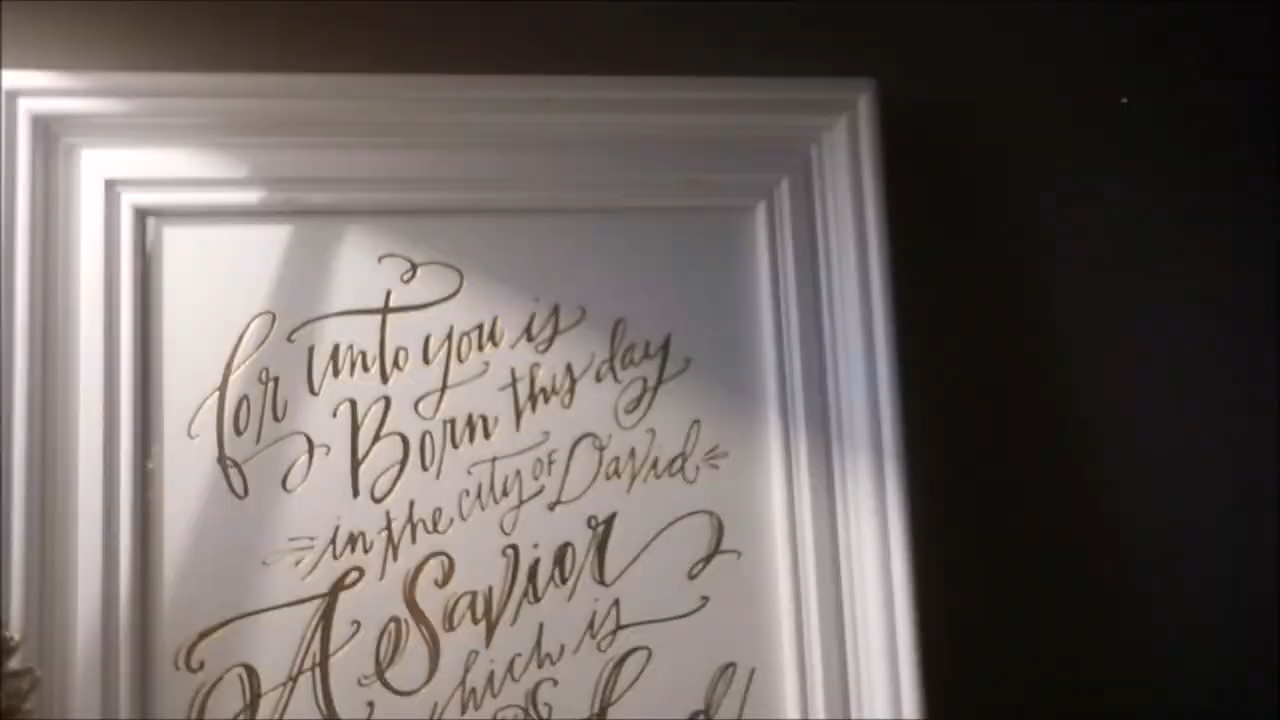 for unto you is
Born this day
in the city OF David
A Savior
which is